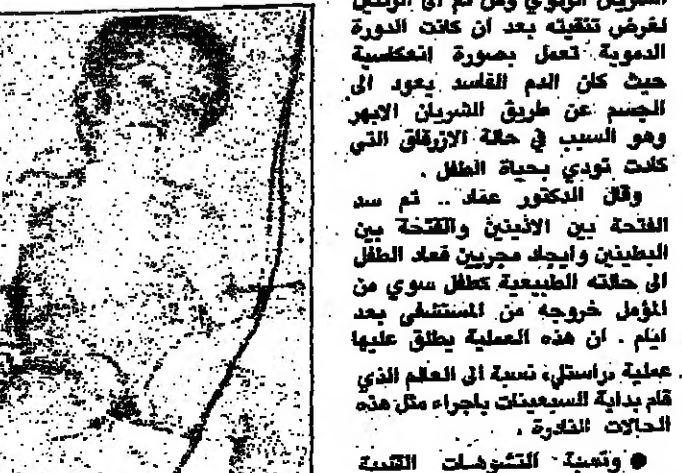 الشريان الرئوي ومن ثم الى الرئتين
لغرض تنقيته بعد ان كانت الدورة
الدموية تعمل بصورة انعكاسية
حيث كان الدم الفاسد يعود الى
الجسم عن طريق الشريان الابهر
وهو السبب في حالة الازرقاق التي
كادت تودي بحياة الطفل .
وقال الدكتور عماد .. تم سد
الفتحة بين الاذينين والفتحة بين
البطينين وايجاد مجريين فعاد الطفل
الى حالته الطبيعية كطفل سوي من
المؤمل خروجه من المستشفى بعد
ايام . ان هذه العملية يطلق عليها
عملية «راستلي» نسبة الى العالم الذي
قام بداية السبعينات باجراء مثل هذه
الحالات النادرة .
● ونسبة التشوهات القلبية